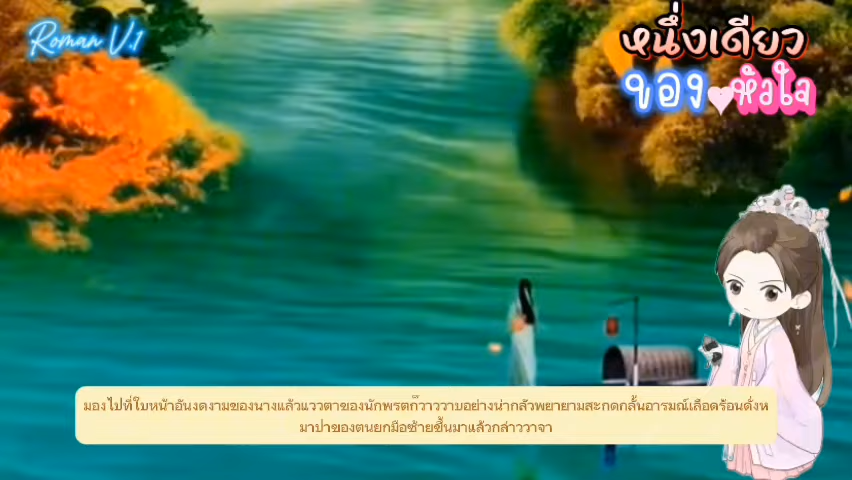 Roman V.1
หนึ่งเดียว
ของหัวใจ
มองไปที่ใบหน้าอันงดงามของนางแล้วแววตาของนักพรตก็วาววาบอย่างน่ากลัวพยายามสะกดกลั้นอารมณ์เลือดร้อนดั่งห
มาป่าของตนยกมือซ้ายขึ้นมาแล้วกล่าววาจา